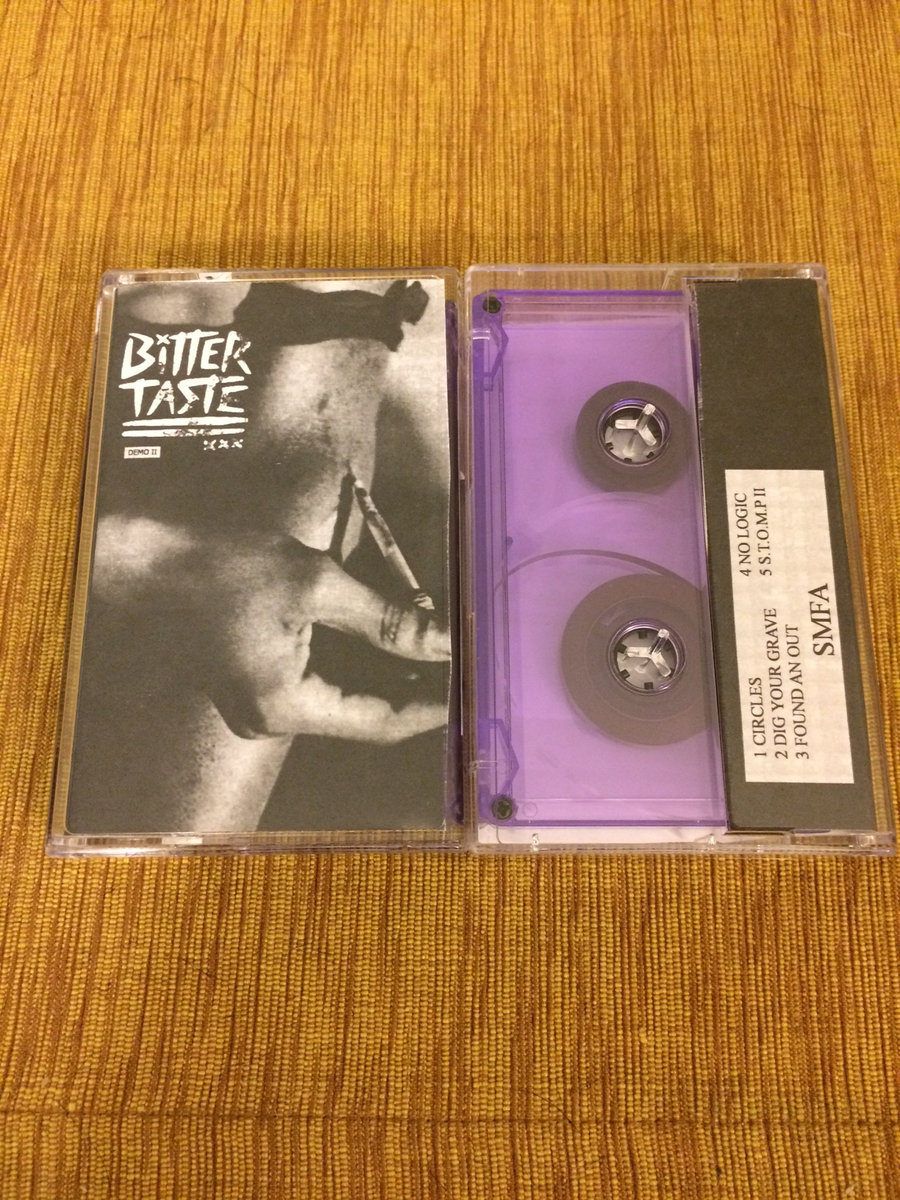 BITTER
TASTE
XXX
DEMO II
1 CIRCLES
2 DIG YOUR GRAVE
3 FOUND AN OUT
4 NO LOGIC
5 S.T.O.M.P II
SMFA